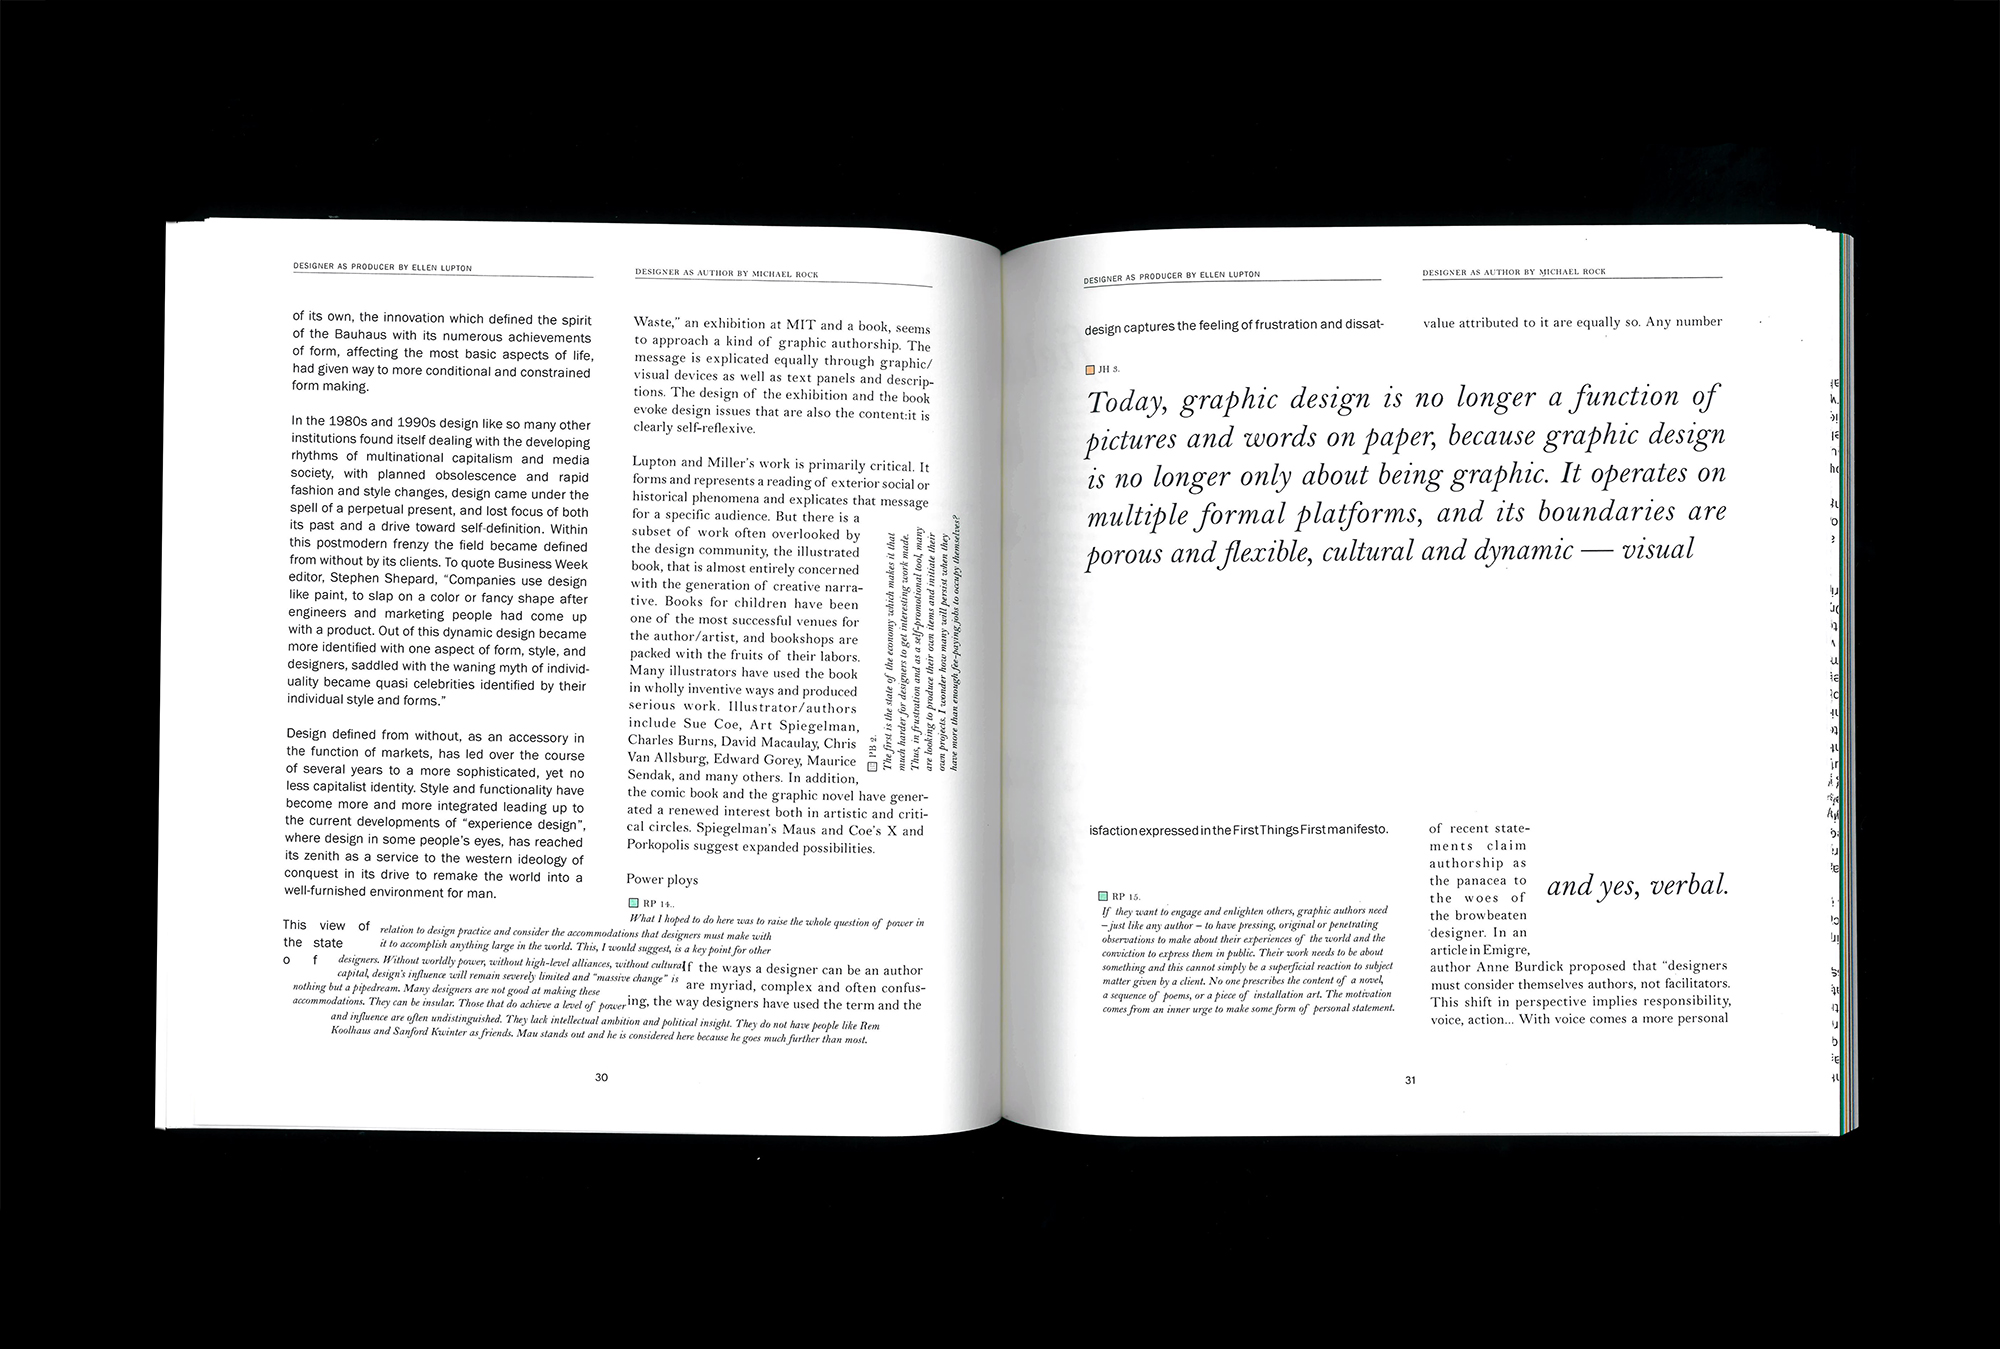 DESIGNER AS PRODUCER BY ELLEN LUPTON
of its own, the innovation which defined the spirit
of the Bauhaus with its numerous achievements
of form, affecting the most basic aspects of life,
had given way to more conditional and constrained
form making.
In the 1980s and 1990s design like so many other
institutions found itself dealing with the developing
rhythms of multinational capitalism and media
society, with planned obsolescence and rapid
fashion and style changes, design came under the
spell of a perpetual present, and lost focus of both
its past and a drive toward self-definition. Within
this postmodern frenzy the field became defined
from without by its clients. To quote Business Week
editor, Stephen Shepard, “Companies use design
like paint, to slap on a color or fancy shape after
engineers and marketing people had come up
with a product. Out of this dynamic design became
more identified with one aspect of form, style, and
designers, saddled with the waning myth of individ-
uality became quasi celebrities identified by their
individual style and forms.”
Design defined from without, as an accessory in
the function of markets, has led over the course
of several years to a more sophisticated, yet no
less capitalist identity. Style and functionality have
become more and more integrated leading up to
the current developments of “experience design”,
where design in some people's eyes, has reached
its zenith as a service to the western ideology of
conquest in its drive to remake the world into a
well-furnished environment for man.
This view of
the state
o f
DESIGNER AS AUTHOR BY MICHAEL ROCK
Waste,” an exhibition at MIT and a book, seems
to approach a kind of graphic authorship. The
message is explicated equally through graphic/
visual devices as well as text panels and descrip-
tions. The design of the exhibition and the book
evoke design issues that are also the content:it is
clearly self-reflexive.
Lupton and Miller's work is primarily critical. It
forms and represents a reading of exterior social or
historical phenomena and explicates that message
for a specific audience. But there is a
subset of work often overlooked by
the design community, the illustrated
book, that is almost entirely concerned
with the generation of creative narra-
tive. Books for children have been
one of the most successful venues for
the author/artist, and bookshops are
packed with the fruits of their labors.
Many illustrators have used the book
in wholly inventive ways and produced
serious work. Illustrator/authors
include Sue Coe, Art Spiegelman,
Charles Burns, David Macaulay, Chris
Van Allsburg, Edward Gorey, Maurice
Sendak, and many others. In addition,
the comic book and the graphic novel have gener-
ated a renewed interest both in artistic and criti-
cal circles. Spiegelman's Maus and Coe's X and
Porkopolis suggest expanded possibilities.
Power ploys
If the ways a designer can be an author
are myriad, complex and often confus-
ing, the way designers have used the term and the
PB 2.
The first is the state of the economy which makes it that
much harder for designers to get interesting work made.
Thus, in frustration and as a self-promotional tool, many
are looking to produce their own items and initiate their
own projects. I wonder how many will persist when they
have more than enough fee-paying jobs to occupy themselves?
RP 14..
What I hoped to do here was to raise the whole question of power in
relation to design practice and consider the accommodations that designers must make with
it to accomplish anything large in the world. This, I would suggest, is a key point for other
designers. Without worldly power, without high-level alliances, without cultural
capital, design's influence will remain severely limited and “massive change” is
nothing but a pipedream. Many designers are not good at making these
accommodations. They can be insular. Those that do achieve a level of power
and influence are often undistinguished. They lack intellectual ambition and political insight. They do not have people like Rem
Koolhaus and Sanford Kwinter as friends. Mau stands out and he is considered here because he goes much further than most.
30
DESIGNER AS PRODUCER BY ELLEN LUPTON
DESIGNER AS AUTHOR BY MICHAEL ROCK
design captures the feeling of frustration and dissat-
value attributed to it are equally so. Any number
JH 3.
Today, graphic design is no longer a function of
pictures and words on paper, because graphic design
is no longer only about being graphic. It operates on
multiple formal platforms, and its boundaries are
porous and flexible, cultural and dynamic — visual
and yes, verbal.
isfaction expressed in the First Things First manifesto.
RP 15.
If they want to engage and enlighten others, graphic authors need
–just like any author – to have pressing, original or penetrating
observations to make about their experiences of the world and the
conviction to express them in public. Their work needs to be about
something and this cannot simply be a superficial reaction to subject
matter given by a client. No one prescribes the content of a novel,
a sequence of poems, or a piece of installation art. The motivation
comes from an inner urge to make some form of personal statement.
of recent state-
ments claim
authorship as
the panacea to
the woes of
the browbeaten
designer. In an
article in Emigre,
author Anne Burdick proposed that “designers
must consider themselves authors, not facilitators.
This shift in perspective implies responsibility,
voice, action... With voice comes a more personal
31